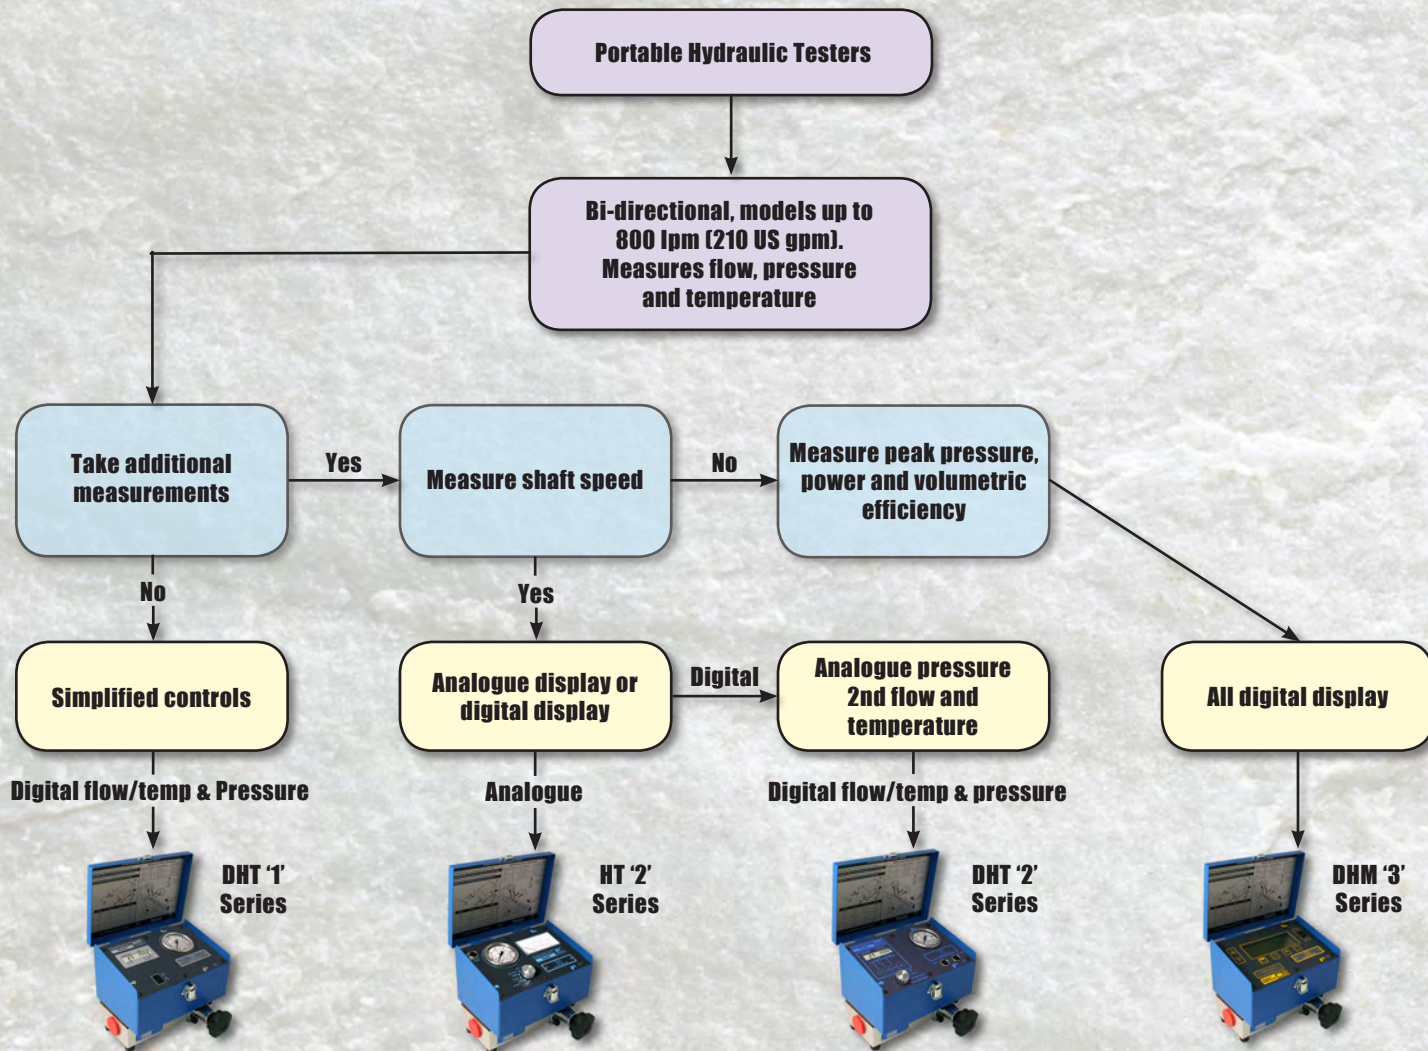 Portable Hydraulic Testers
Bi-directional, models up to
800 lpm (210 US gpm).
Measures flow, pressure
and temperature
Take additional
measurements
Yes
Measure shaft speed
No
Measure peak pressure,
power and volumetric
efficiency
No
Yes
Simplified controls
Analogue display or
digital display
Digital
Analogue pressure
2nd flow and
temperature
All digital display
Digital flow/temp & Pressure
Analogue
Digital flow/temp & pressure
DHT ‘1’
Series
HT ‘2’
Series
DHT ‘2’
Series
DHM ‘3’
Series